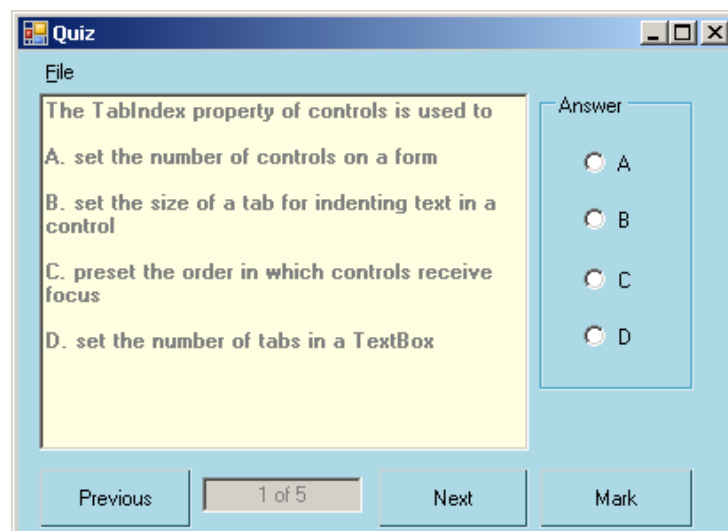 Quiz
File
The TabIndex property of controls is used to
A. set the number of controls on a form
B. set the size of a tab for indenting text in a
control
C. preset the order in which controls receive
focus
D. set the number of tabs in a TextBox
Answer
A
B
C
D
Previous
1 of 5
Next
Mark